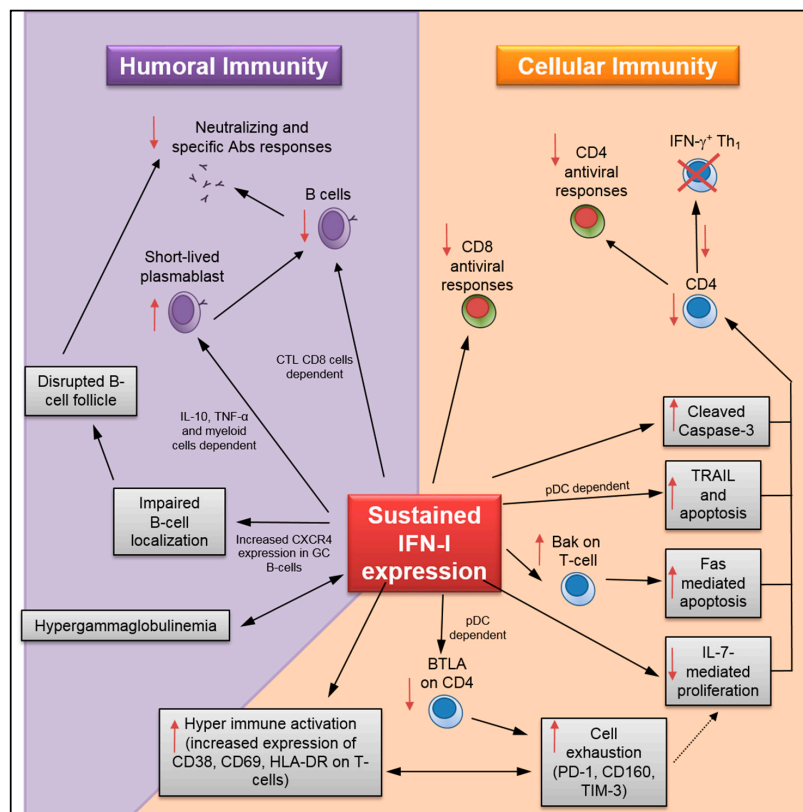 Humoral Immunity
Cellular Immunity
Neutralizing and
specific Abs responses
B cells
Short-lived
plasmablast
CTL CD8 cells
dependent
IL-10, TNF-α
and myeloid
cells dependent
Disrupted B-
cell follicle
Impaired
B-cell
localization
Increased CXCR4
expression in GC
B-cells
Hypergammaglobulinemia
Sustained
IFN-I
expression
CD8
antiviral
responses
CD4
antiviral
responses
IFN-γ⁺ Th₁
CD4
Cleaved
Caspase-3
pDC dependent
TRAIL
and
apoptosis
Bak on
T-cell
Fas
mediated
apoptosis
IL-7-
mediated
proliferation
pDC
dependent
BTLA
on CD4
Hyper immune activation
(increased expression of
CD38, CD69, HLA-DR on T-
cells)
Cell
exhaustion
(PD-1, CD160,
TIM-3)